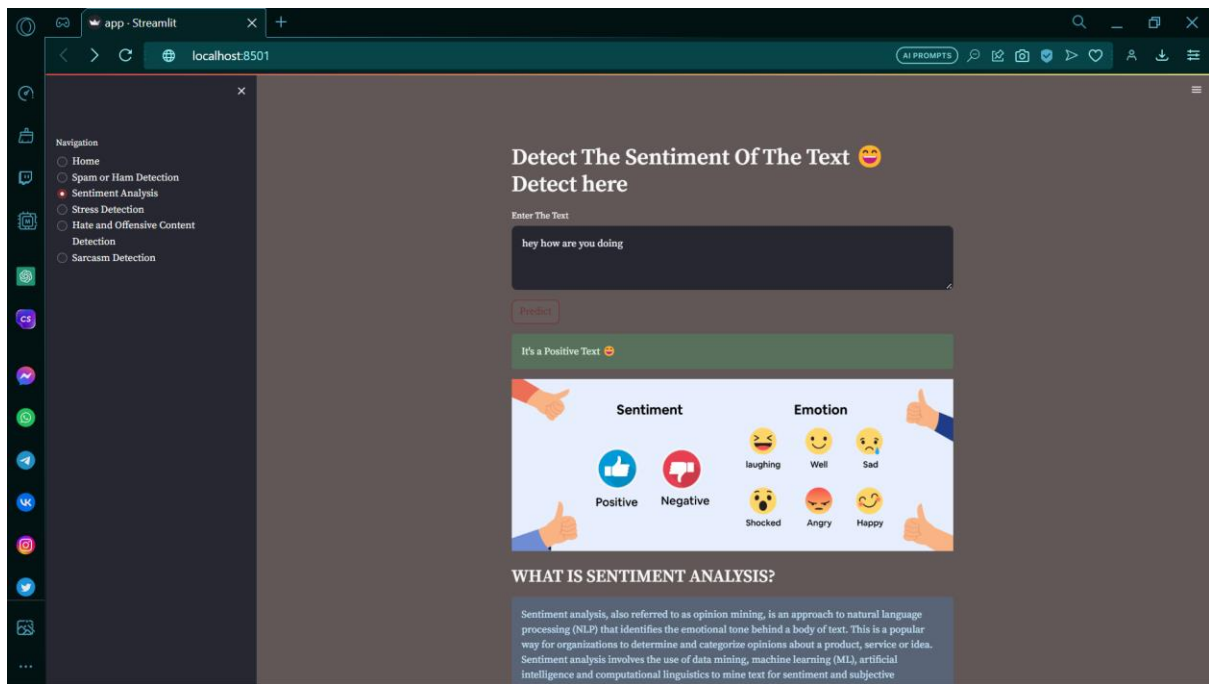 app · Streamlit
localhost:8501
AI PROMPTS
Navigation
Home
Spam or Ham Detection
Sentiment Analysis
Stress Detection
Hate and Offensive Content
Detection
Sarcasm Detection
Detect The Sentiment Of The Text 😄
Detect here
Enter The Text
hey how are you doing
Predict
It's a Positive Text 😄
Sentiment
Emotion
Positive
Negative
laughing
Well
Sad
Shocked
Angry
Happy
WHAT IS SENTIMENT ANALYSIS?
Sentiment analysis, also referred to as opinion mining, is an approach to natural language
processing (NLP) that identifies the emotional tone behind a body of text. This is a popular
way for organizations to determine and categorize opinions about a product, service or idea.
Sentiment analysis involves the use of data mining, machine learning (ML), artificial
intelligence and computational linguistics to mine text for sentiment and subjective
CS